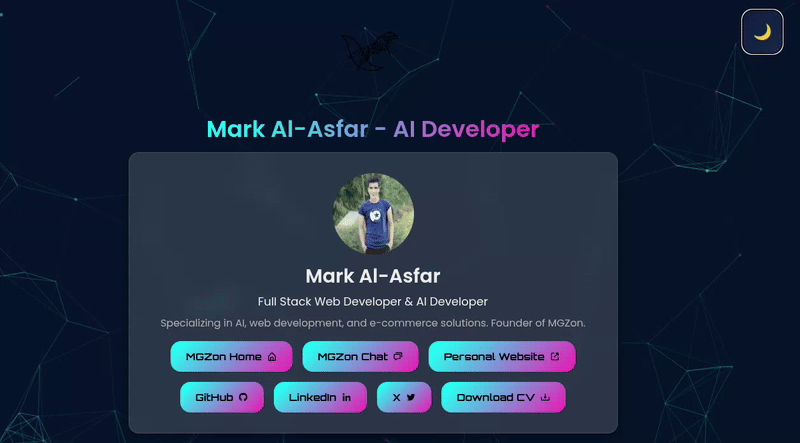 Mark Al-Asfar - AI Developer
Mark Al-Asfar
Full Stack Web Developer & AI Developer
Specializing in AI, web development, and e-commerce solutions. Founder of MGZon.
MGZon Home MGZon Chat Personal Website
GitHub LinkedIn X Download CV